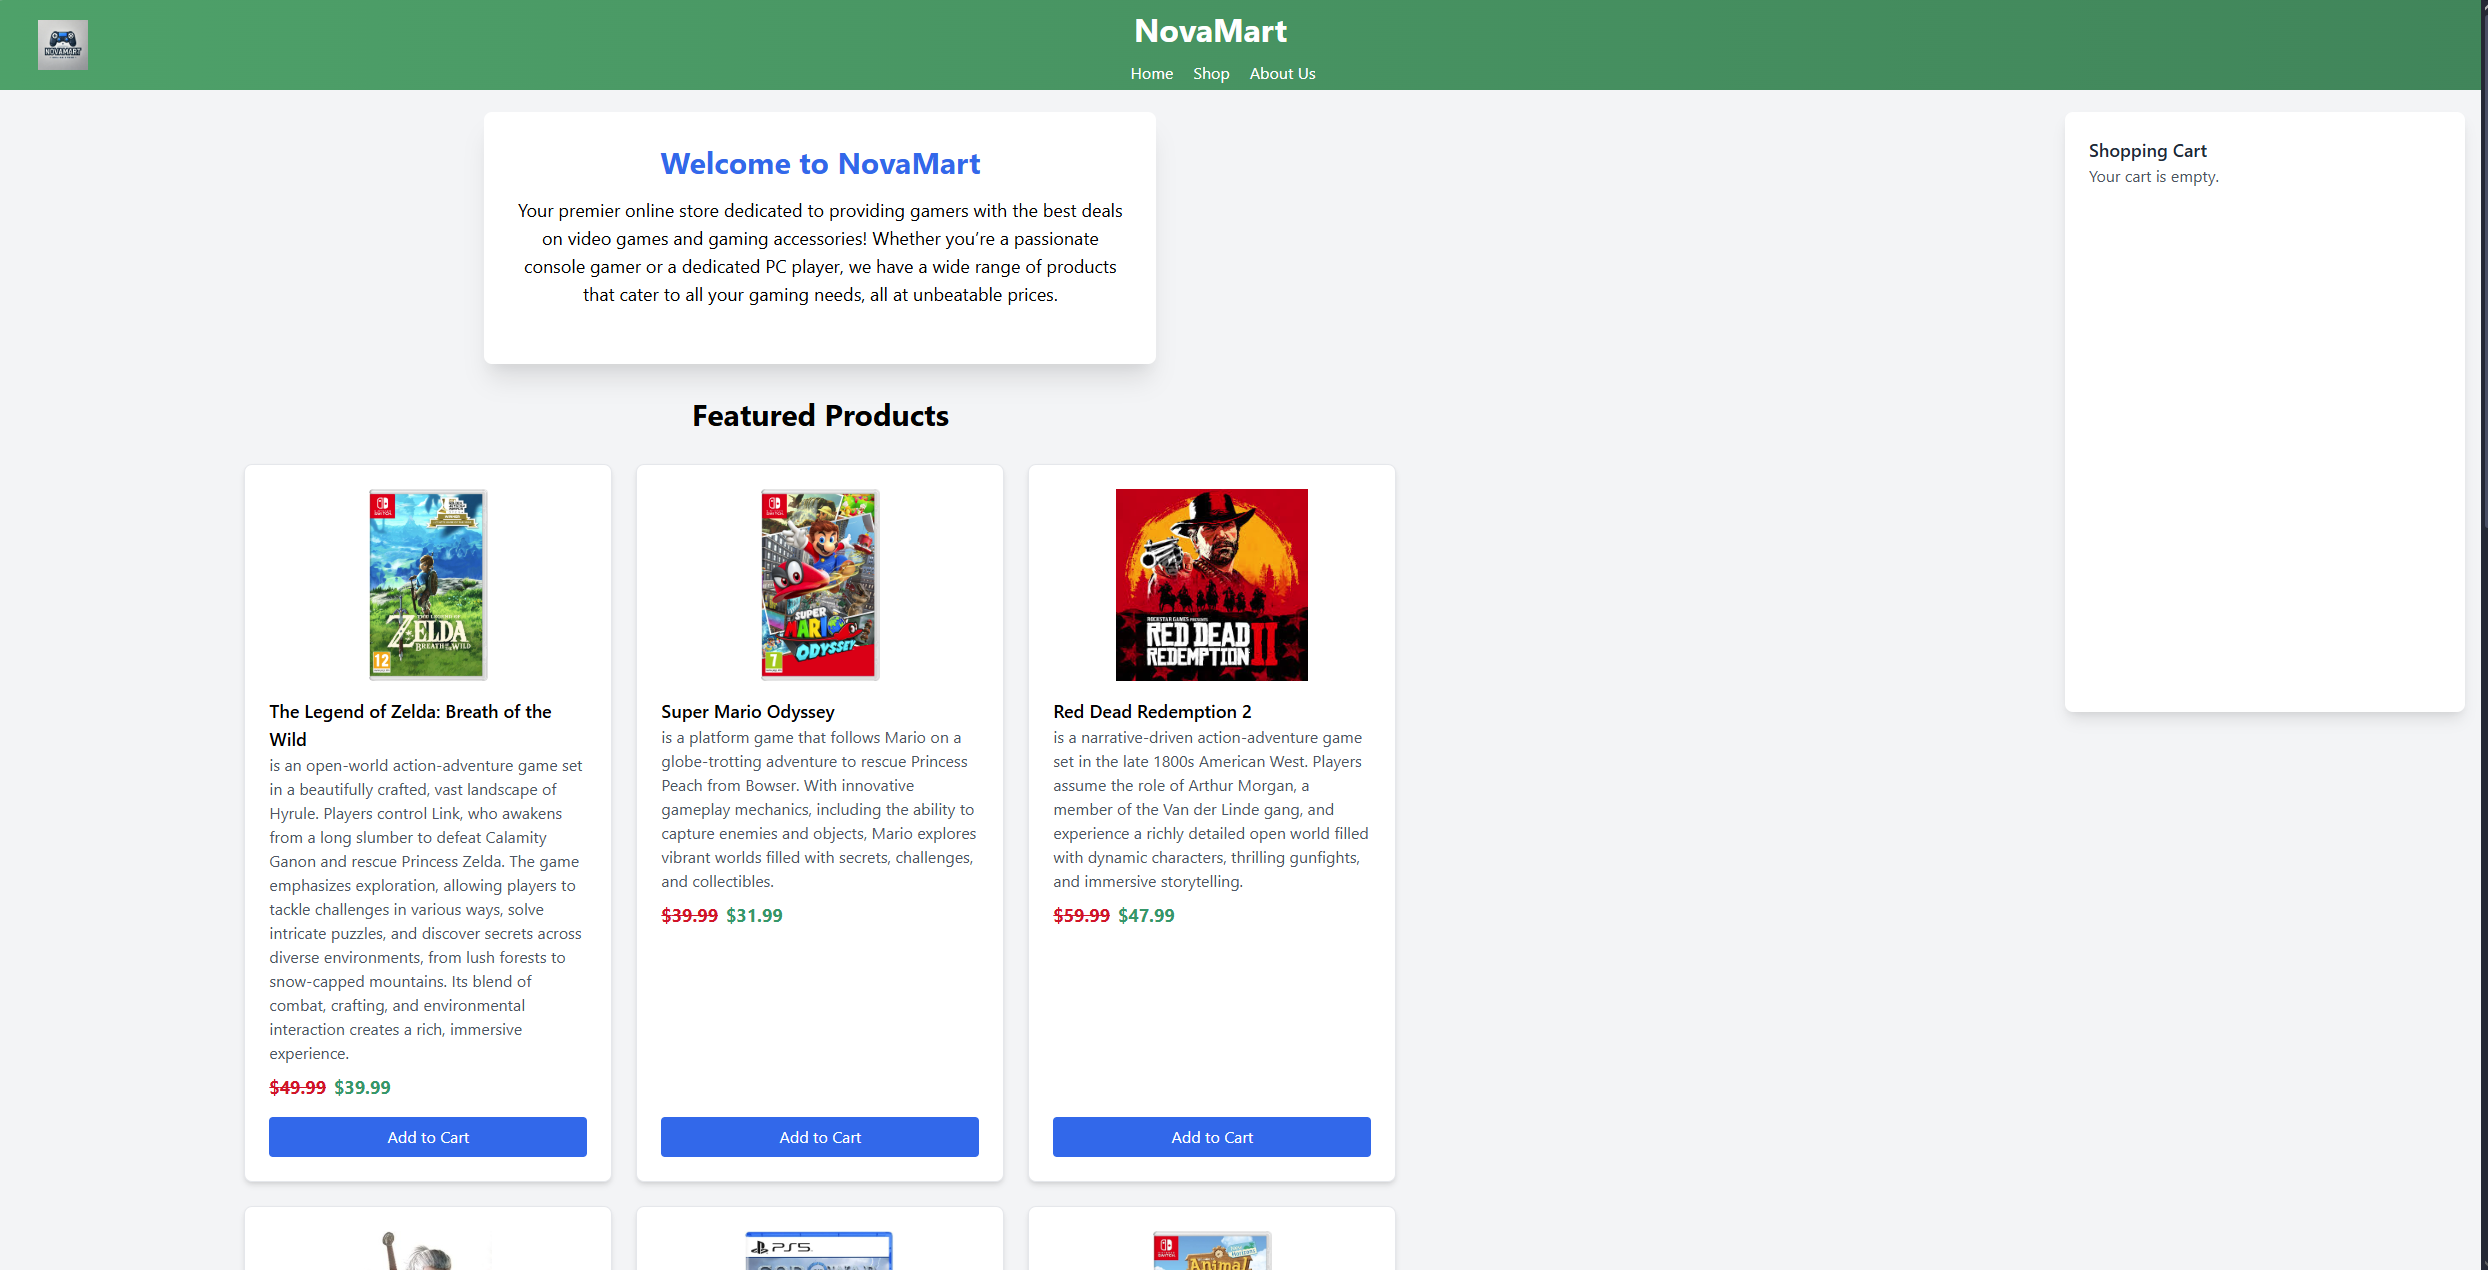 NOVAMART
NovaMart
Home Shop About Us
Welcome to NovaMart
Your premier online store dedicated to providing gamers with the best deals
on video games and gaming accessories! Whether you’re a passionate
console gamer or a dedicated PC player, we have a wide range of products
that cater to all your gaming needs, all at unbeatable prices.
Shopping Cart
Your cart is empty.
Featured Products
THE LEGEND OF
ZELDA
BREATH OF THE WILD
12
The Legend of Zelda: Breath of the
Wild
is an open-world action-adventure game set
in a beautifully crafted, vast landscape of
Hyrule. Players control Link, who awakens
from a long slumber to defeat Calamity
Ganon and rescue Princess Zelda. The game
emphasizes exploration, allowing players to
tackle challenges in various ways, solve
intricate puzzles, and discover secrets across
diverse environments, from lush forests to
snow-capped mountains. Its blend of
combat, crafting, and environmental
interaction creates a rich, immersive
experience.
$49.99 $39.99
Add to Cart
SUPER
MARIO
ODYSSEY
7
Super Mario Odyssey
is a platform game that follows Mario on a
globe-trotting adventure to rescue Princess
Peach from Bowser. With innovative
gameplay mechanics, including the ability to
capture enemies and objects, Mario explores
vibrant worlds filled with secrets, challenges,
and collectibles.
$39.99 $31.99
Add to Cart
ROCKSTAR GAMES PRESENTS
RED DEAD
REDEMPTION II
Red Dead Redemption 2
is a narrative-driven action-adventure game
set in the late 1800s American West. Players
assume the role of Arthur Morgan, a
member of the Van der Linde gang, and
experience a richly detailed open world filled
with dynamic characters, thrilling gunfights,
and immersive storytelling.
$59.99 $47.99
Add to Cart
PS5
Animal